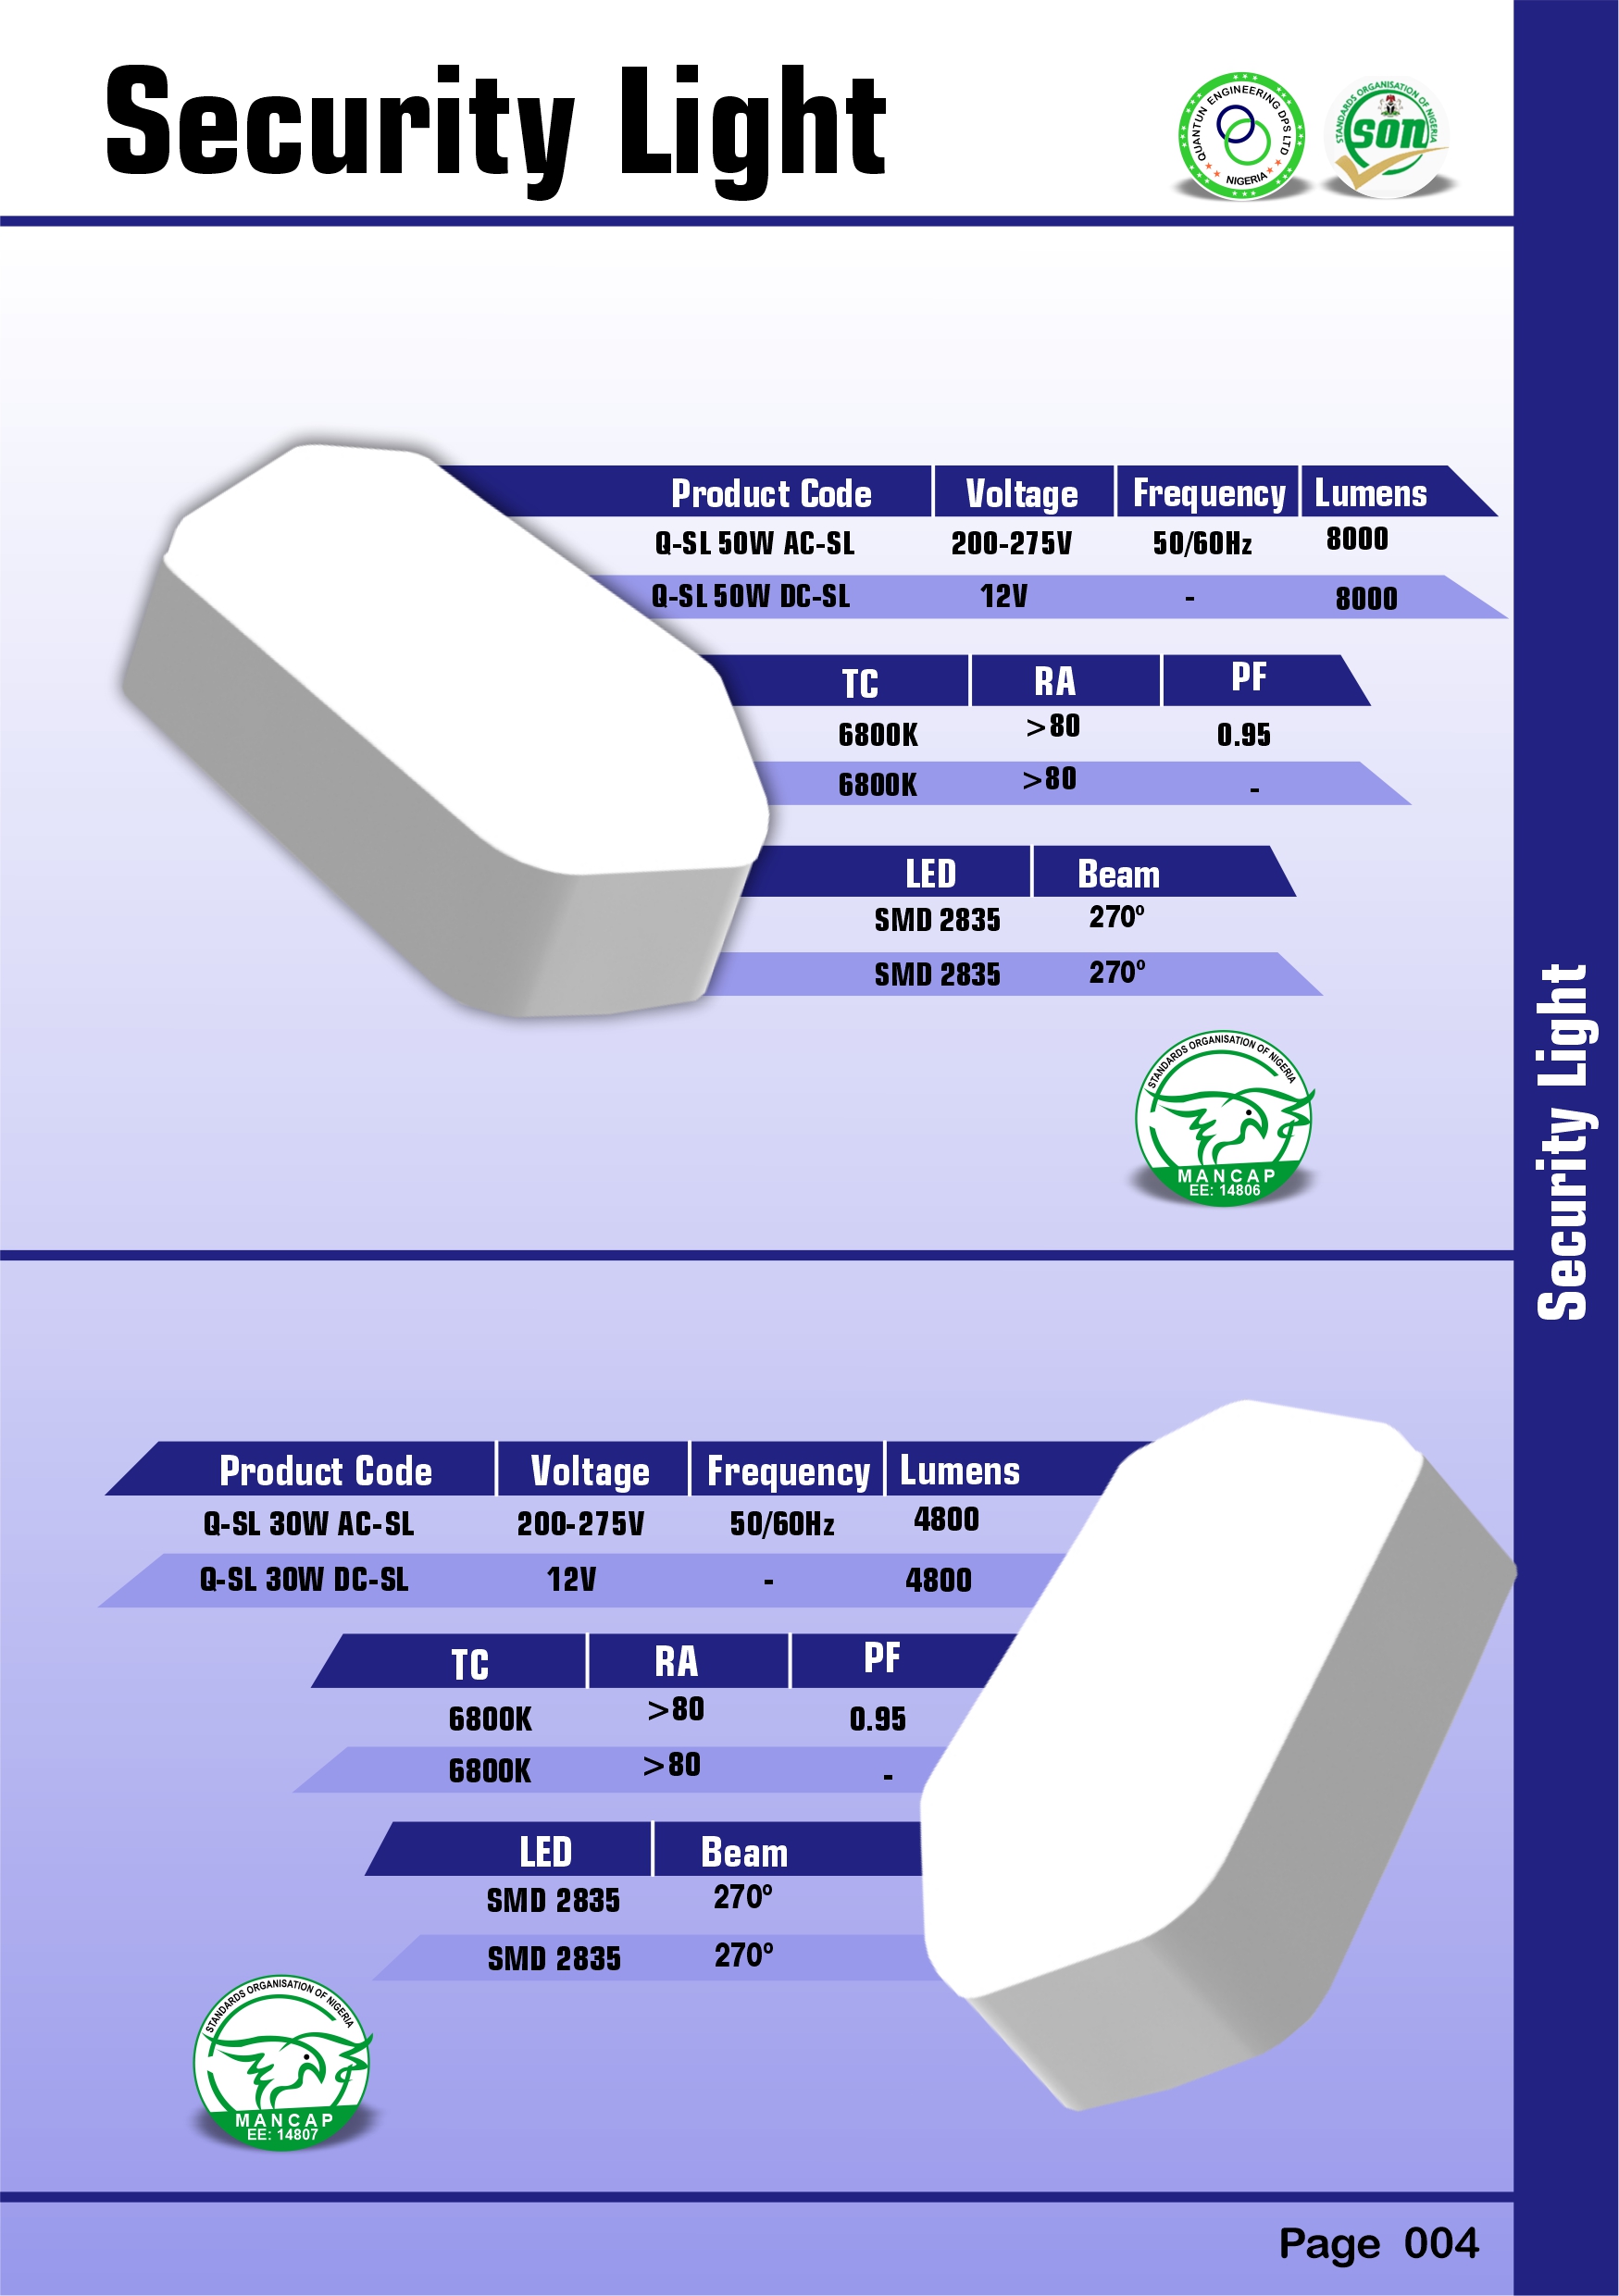 Security Light
QUANTUN ENGINEERING DPS LTD
NIGERIA
STANDARDS ORGANISATION OF NIGERIA
SON
Product Code Voltage Frequency Lumens
Q-SL 50W AC-SL 200-275V 50/60Hz 8000
Q-SL 50W DC-SL 12V - 8000
TC RA PF
6800K >80 0.95
6800K >80 -
LED Beam
SMD 2835 270º
SMD 2835 270º
STANDARDS ORGANISATION OF NIGERIA
MANCAP
EE: 14806
Security Light
Product Code Voltage Frequency Lumens
Q-SL 30W AC-SL 200-275V 50/60Hz 4800
Q-SL 30W DC-SL 12V - 4800
TC RA PF
6800K >80 0.95
6800K >80 -
LED Beam
SMD 2835 270º
SMD 2835 270º
STANDARDS ORGANISATION OF NIGERIA
MANCAP
EE: 14807
Page 004